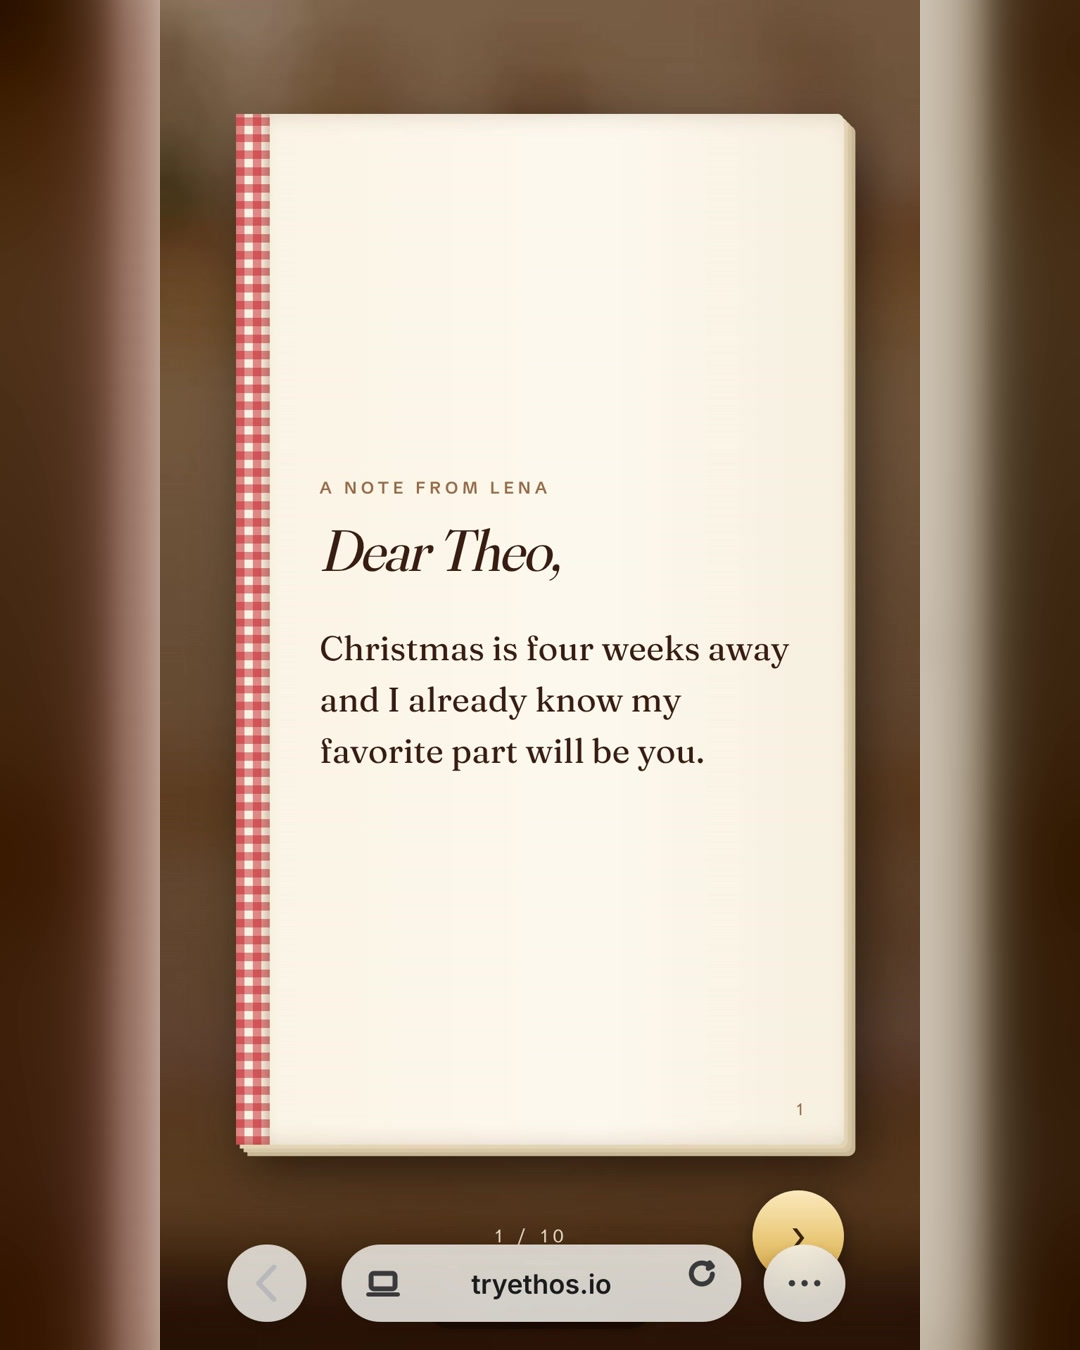 A NOTE FROM LENA
Dear Theo,
Christmas is four weeks away
and I already know my
favorite part will be you.
1
1 / 10
tryethos.io